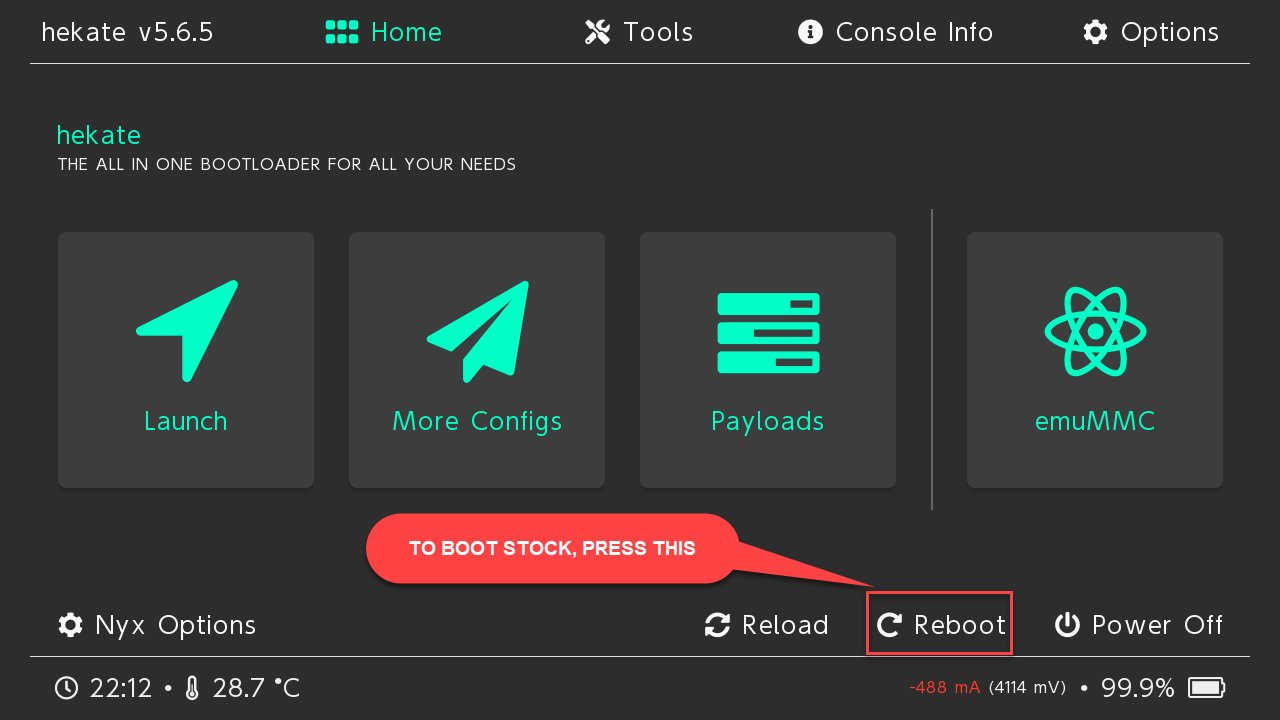 hekate v5.6.5
Home
Tools
Console Info
Options
hekate
THE ALL IN ONE BOOTLOADER FOR ALL YOUR NEEDS
Launch
More Configs
Payloads
emuMMC
TO BOOT STOCK, PRESS THIS
Nyx Options
Reload
Reboot
Power Off
22:12 • 28.7 °C
-488 mA (4114 mV) • 99.9%